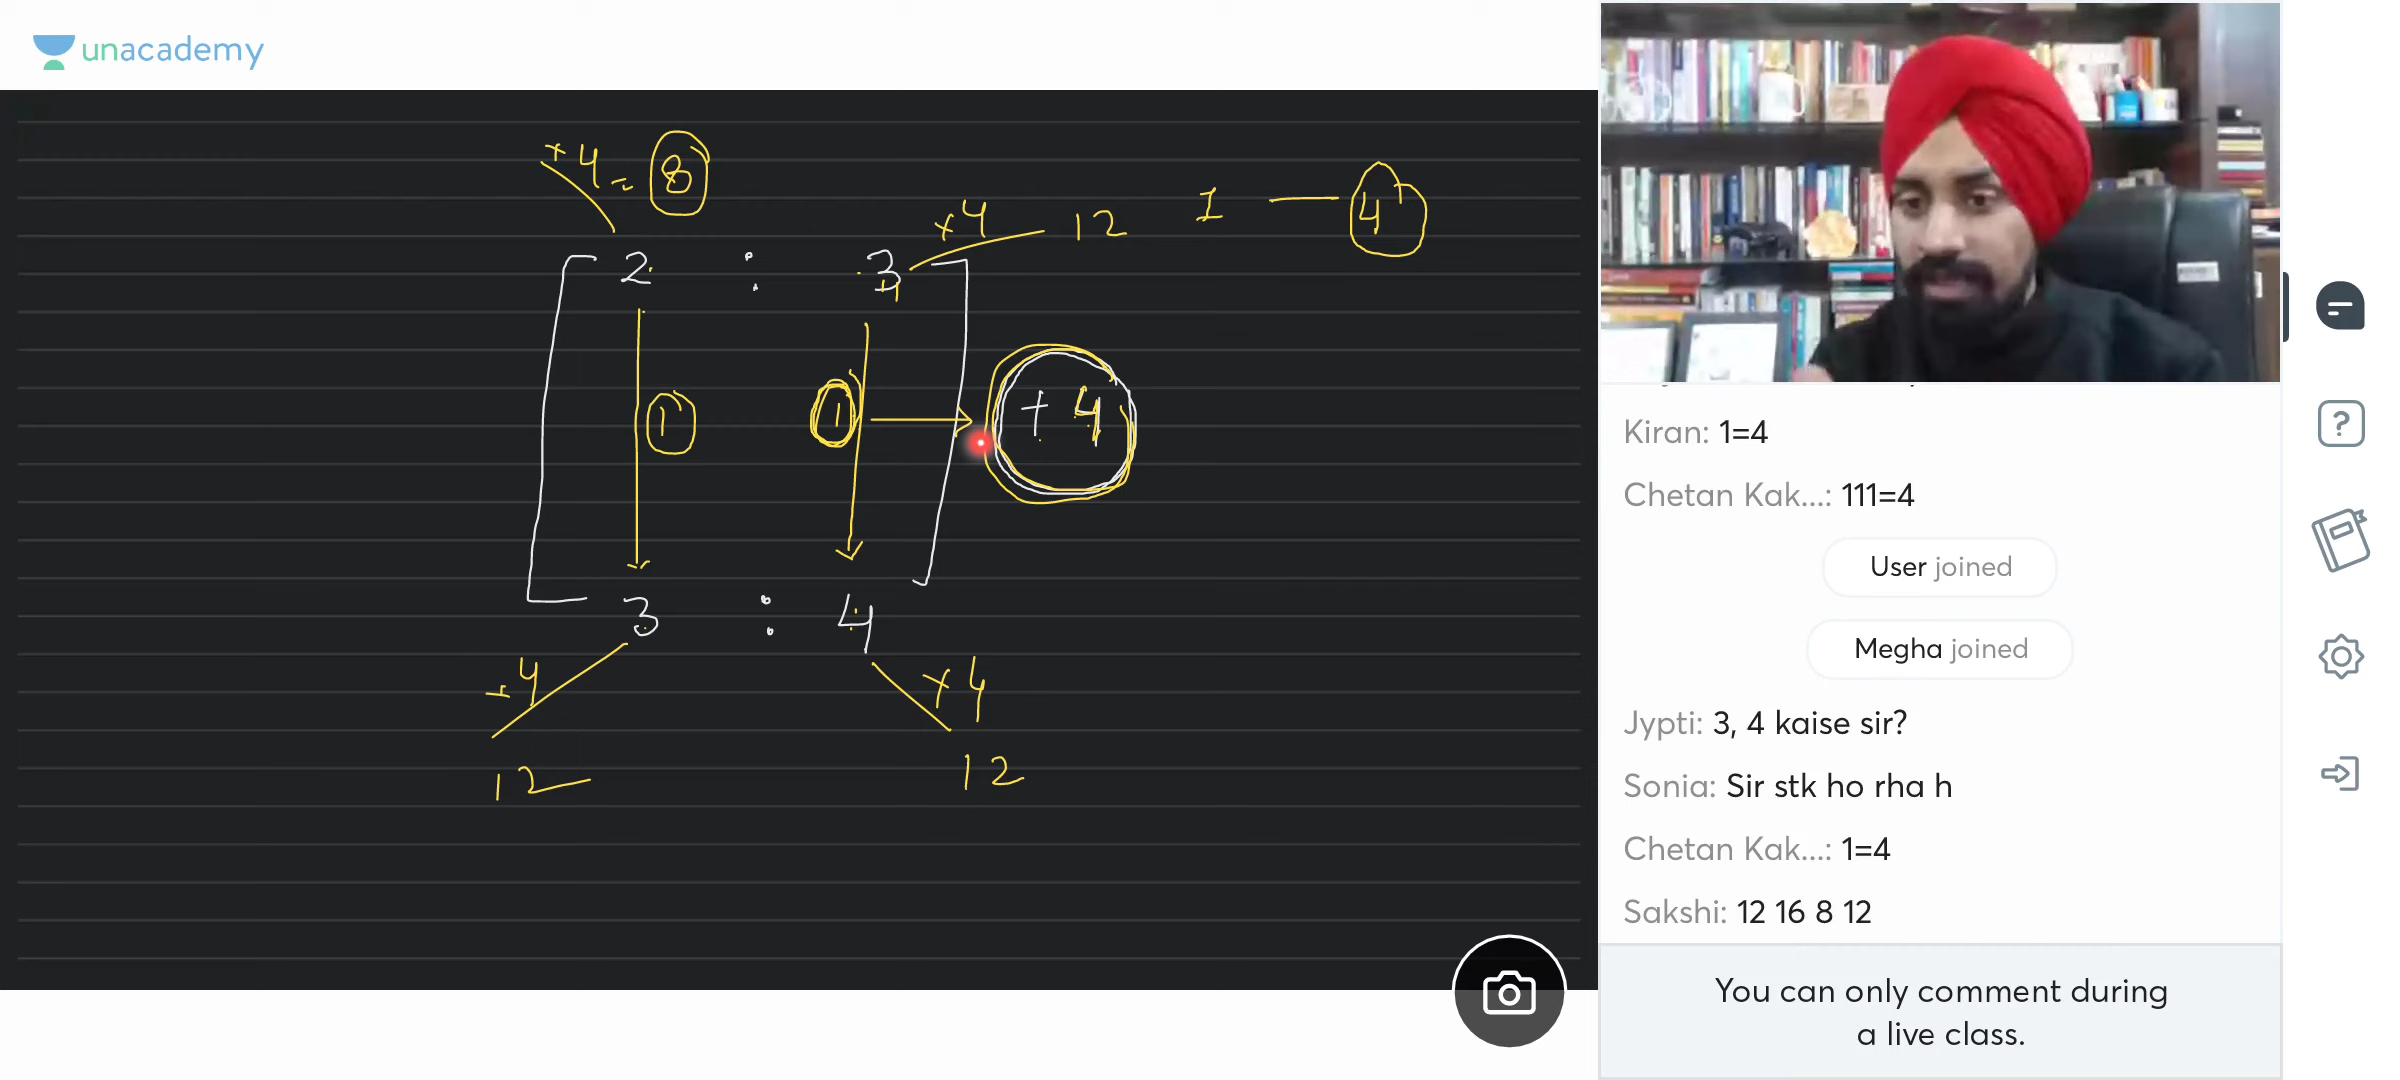 unacademy
×4 = 8
×4 12 1 — 4
2 : 3
4
1 1 + 4
3 : 4
×4 ×4
12 12
Kiran: 1=4
Chetan Kak...: 111=4
User joined
Megha joined
Jypti: 3, 4 kaise sir?
Sonia: Sir stk ho rha h
Chetan Kak...: 1=4
Sakshi: 12 16 8 12
You can only comment during
a live class.
?